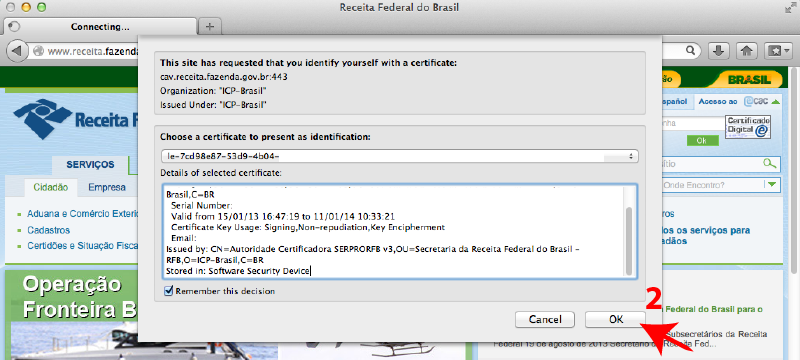 Receita Federal do Brasil
Connecting...
www.receita.fazenda
This site has requested that you identify yourself with a certificate:
cav.receita.fazenda.gov.br:443
Organization: "ICP-Brasil"
Issued Under: "ICP-Brasil"
Choose a certificate to present as identification:
le-7cd98e87-53d9-4b04-
Details of selected certificate:
Brasil,C=BR
Serial Number:
Valid from 15/01/13 16:47:19 to 11/01/14 10:33:21
Certificate Key Usage: Signing,Non-repudiation,Key Encipherment
Email:
Issued by: CN=Autoridade Certificadora SERPRORFB v3,OU=Secretaria da Receita Federal do Brasil -
RFB,O=ICP-Brasil,C=BR
Stored in: Software Security Device
Remember this decision
Cancel
OK
2
BRASIL
Receita F
SERVIÇOS
Cidadão
Empresa
Aduana e Comércio Exterio
Cadastros
Certidões e Situação Fisca
Operação
Fronteira B
español
Acesso ao
e-CAC
Certificado
Digital
Ok
Onde Encontro?
Federal do Brasil para o
Subsecretários da Receita
Federal 15 de agosto de 2013 Secretário
da Receita Fed...